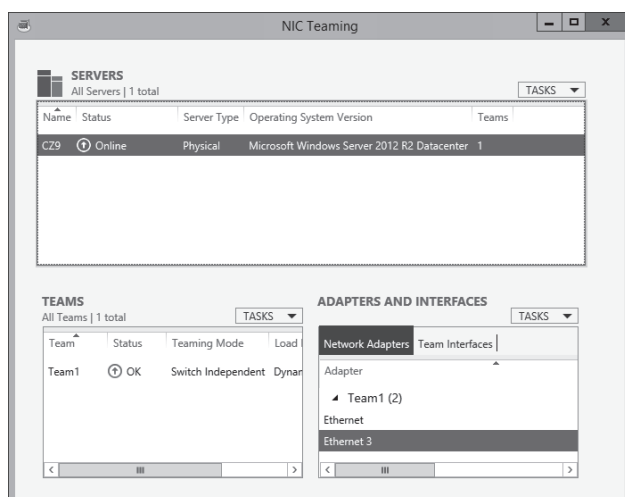 NIC Teaming
SERVERS
All Servers | 1 total
TASKS
Name Status Server Type Operating System Version Teams
CZ9 Online Physical Microsoft Windows Server 2012 R2 Datacenter 1
TEAMS
All Teams | 1 total
TASKS
Team Status Teaming Mode Load
Team1 OK Switch Independent Dynar
ADAPTERS AND INTERFACES
TASKS
Network Adapters Team Interfaces
Adapter
Team1 (2)
Ethernet
Ethernet 3